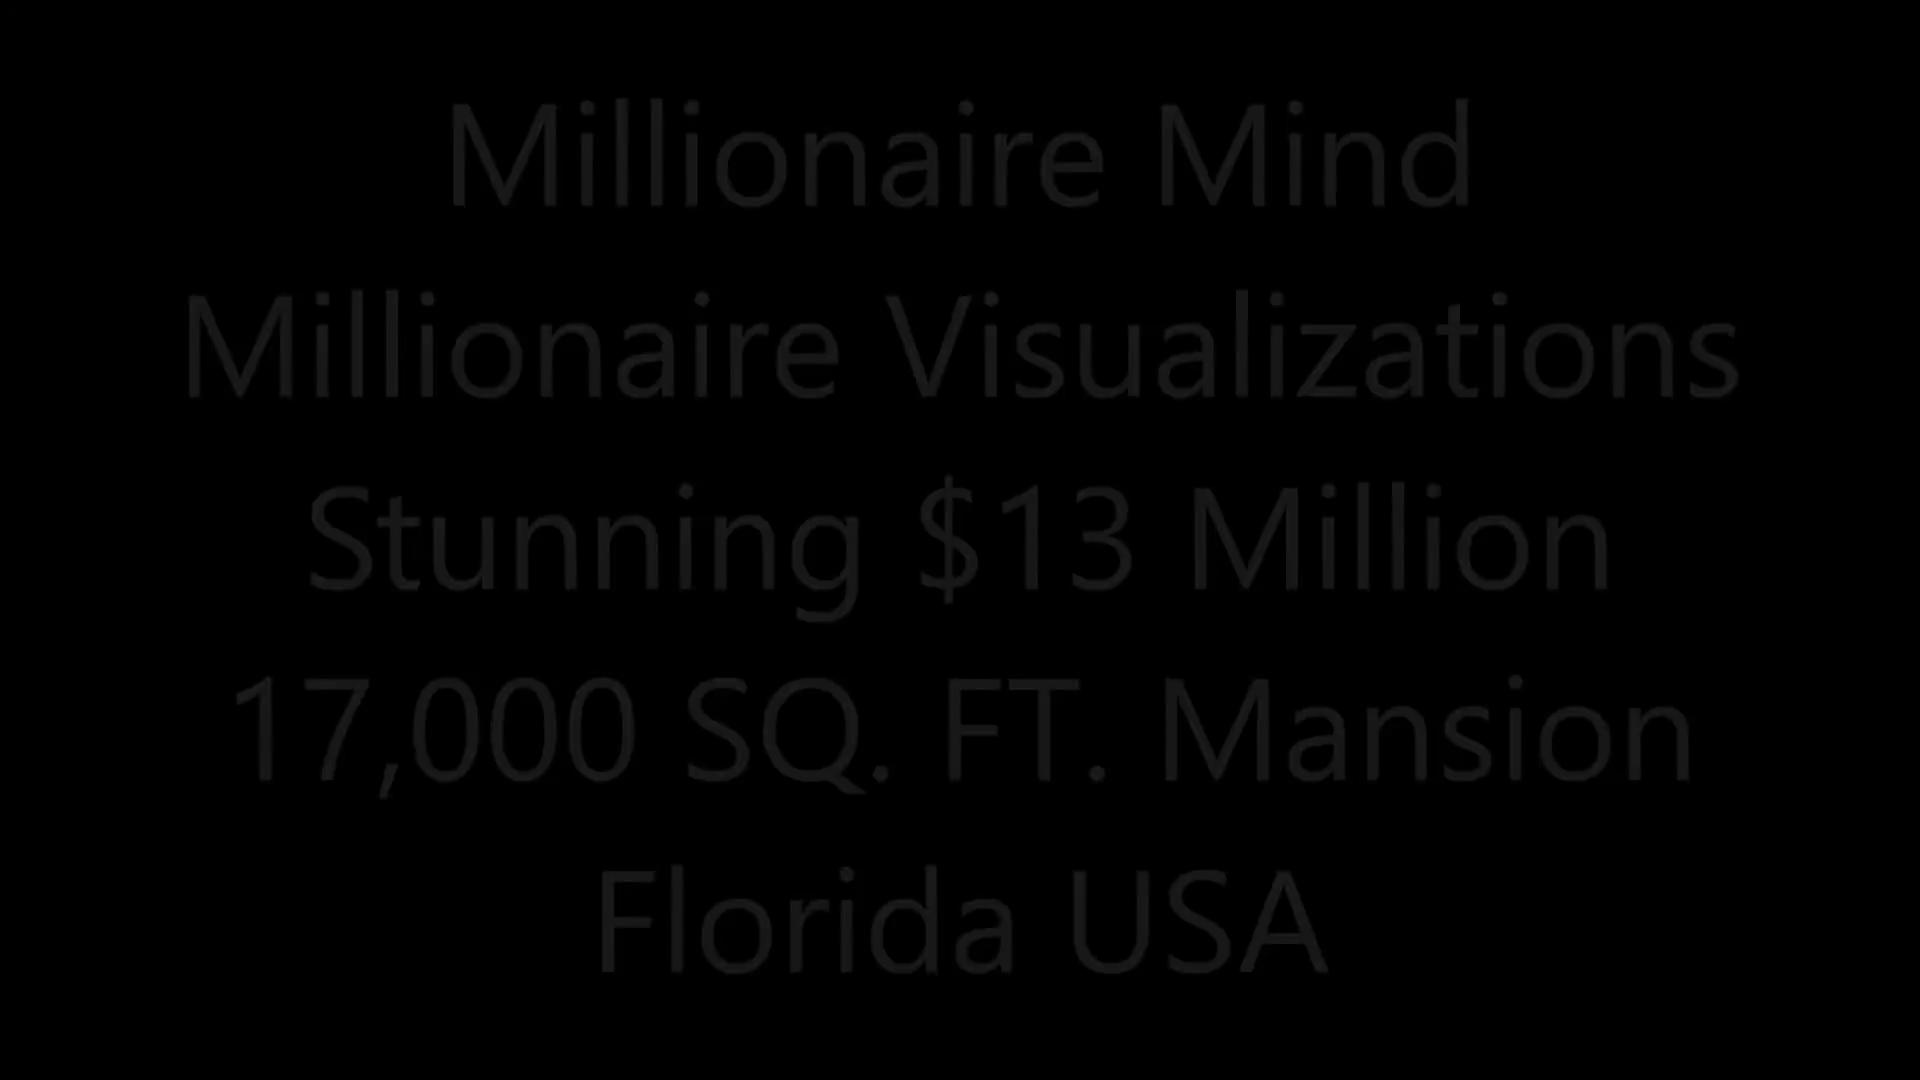 Millionaire Mind
Millionaire Visualizations
Stunning $13 Million
17,000 SQ. FT. Mansion
Florida USA